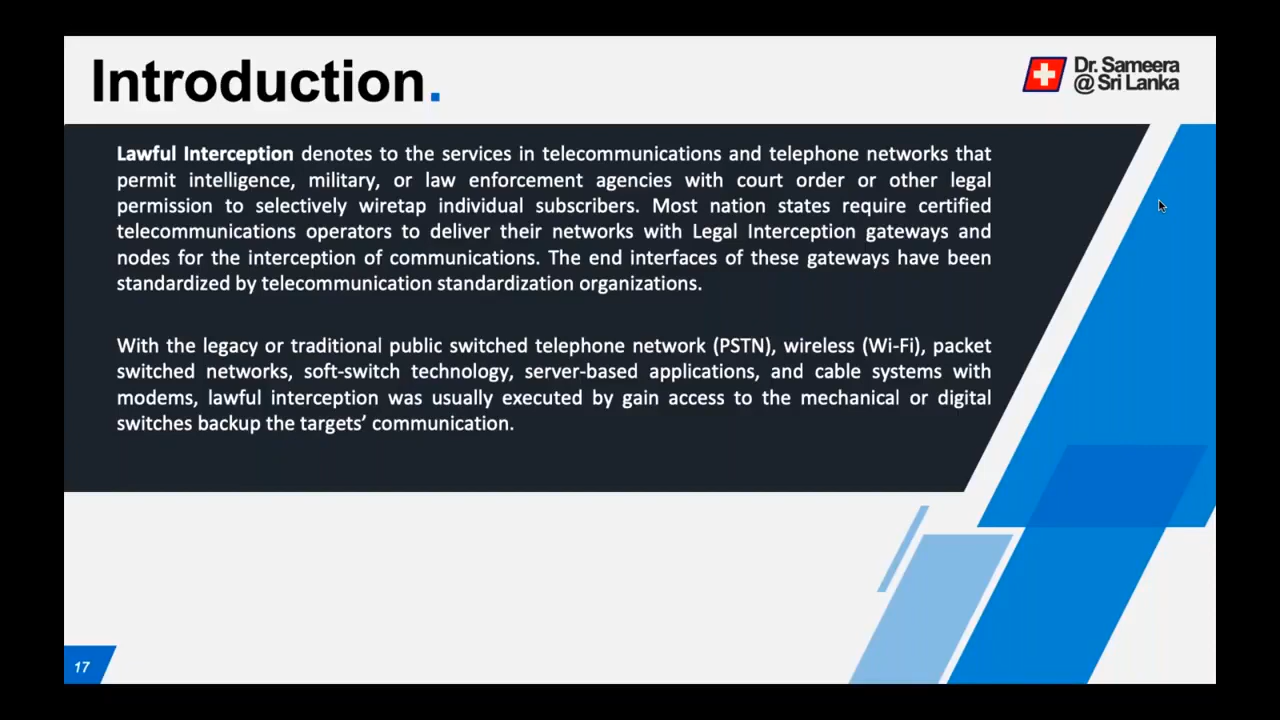 Introduction.
Dr. Sameera
@ Sri Lanka
Lawful Interception denotes to the services in telecommunications and telephone networks that
permit intelligence, military, or law enforcement agencies with court order or other legal
permission to selectively wiretap individual subscribers. Most nation states require certified
telecommunications operators to deliver their networks with Legal Interception gateways and
nodes for the interception of communications. The end interfaces of these gateways have been
standardized by telecommunication standardization organizations.
With the legacy or traditional public switched telephone network (PSTN), wireless (Wi-Fi), packet
switched networks, soft-switch technology, server-based applications, and cable systems with
modems, lawful interception was usually executed by gain access to the mechanical or digital
switches backup the targets’ communication.
17